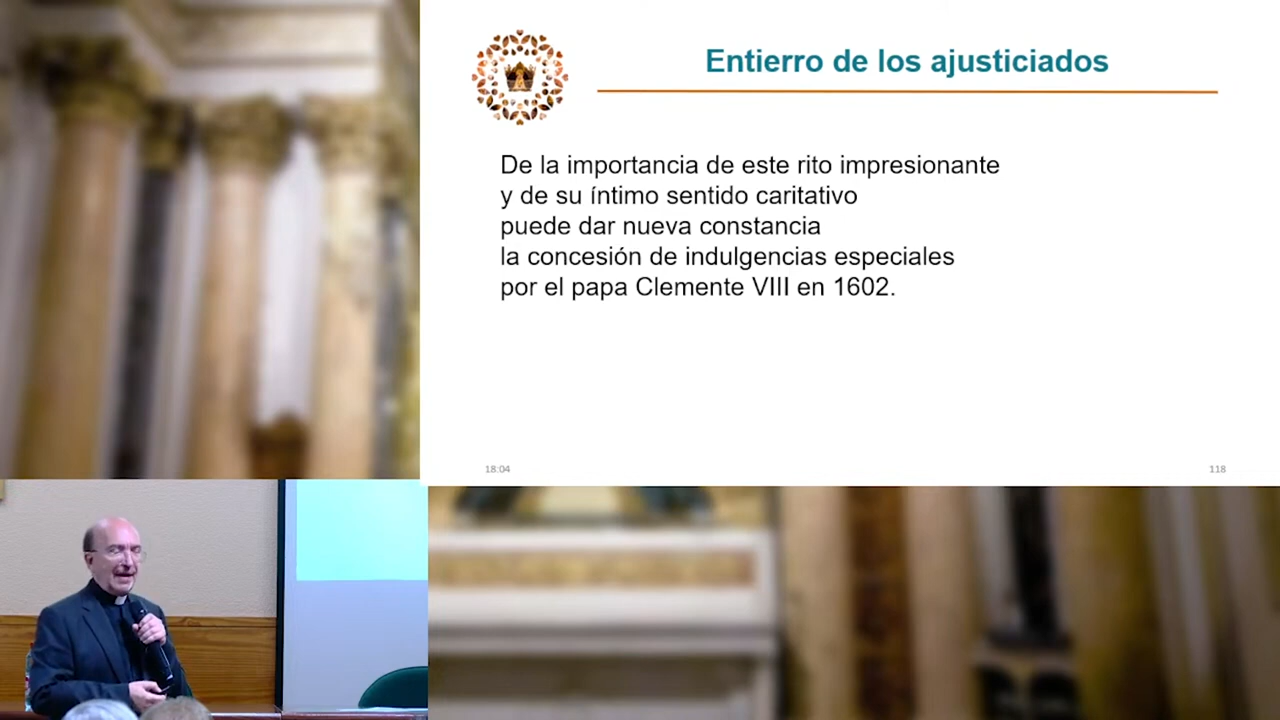 Entierro de los ajusticiados
De la importancia de este rito impresionante
y de su íntimo sentido caritativo
puede dar nueva constancia
la concesión de indulgencias especiales
por el papa Clemente VIII en 1602.
18:04
118